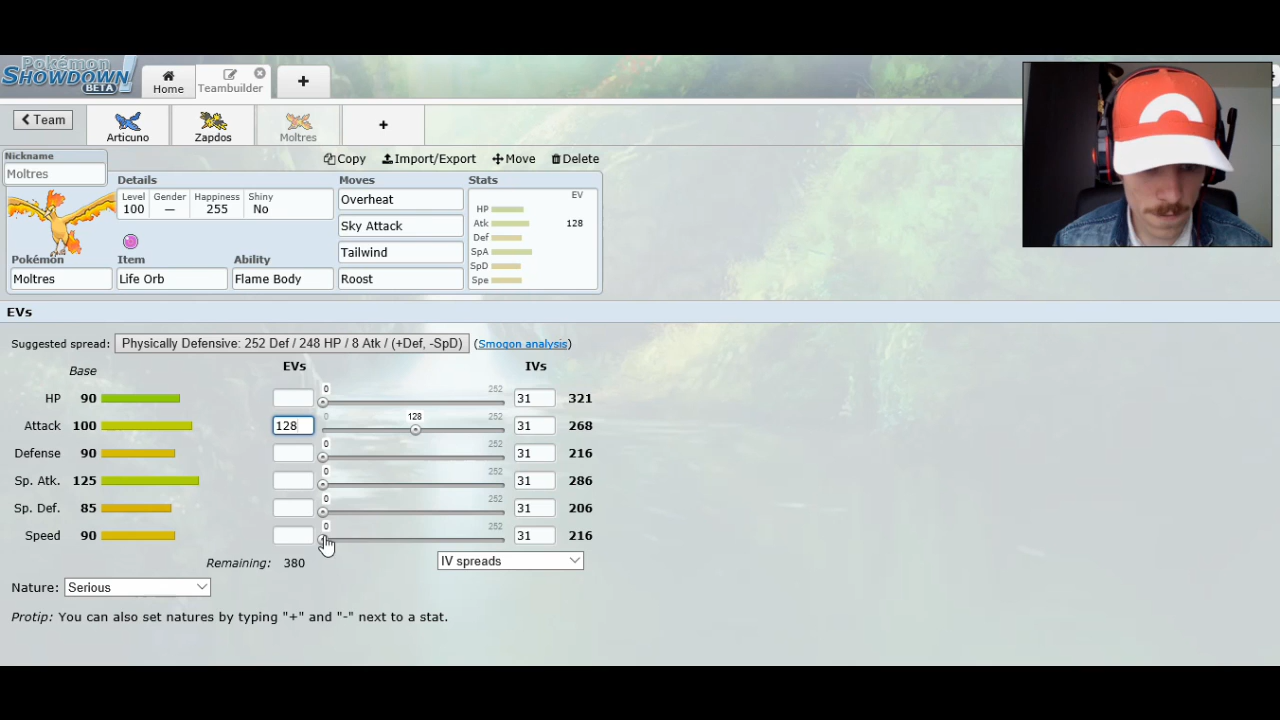 Pokémon
SHOWDOWN!
BETA
Home
Teambuilder
+
< Team
Articuno
Zapdos
Moltres
+
Nickname
Moltres
Copy
Import/Export
Move
Delete
Details
Level
100
Gender
—
Happiness
255
Shiny
No
Pokémon
Moltres
Item
Life Orb
Ability
Flame Body
Moves
Overheat
Sky Attack
Tailwind
Roost
Stats
EV
HP
Atk 128
Def
SpA
SpD
Spe
EVs
Suggested spread: Physically Defensive: 252 Def / 248 HP / 8 Atk / (+Def, -SpD) (Smogon analysis)
Base EVs IVs
0 252
HP 90 31 321
0 128 252
Attack 100 128 31 268
0 252
Defense 90 31 216
0 252
Sp. Atk. 125 31 286
0 252
Sp. Def. 85 31 206
0 252
Speed 90 31 216
Remaining: 380 IV spreads
Nature: Serious
Protip: You can also set natures by typing "+" and "-" next to a stat.